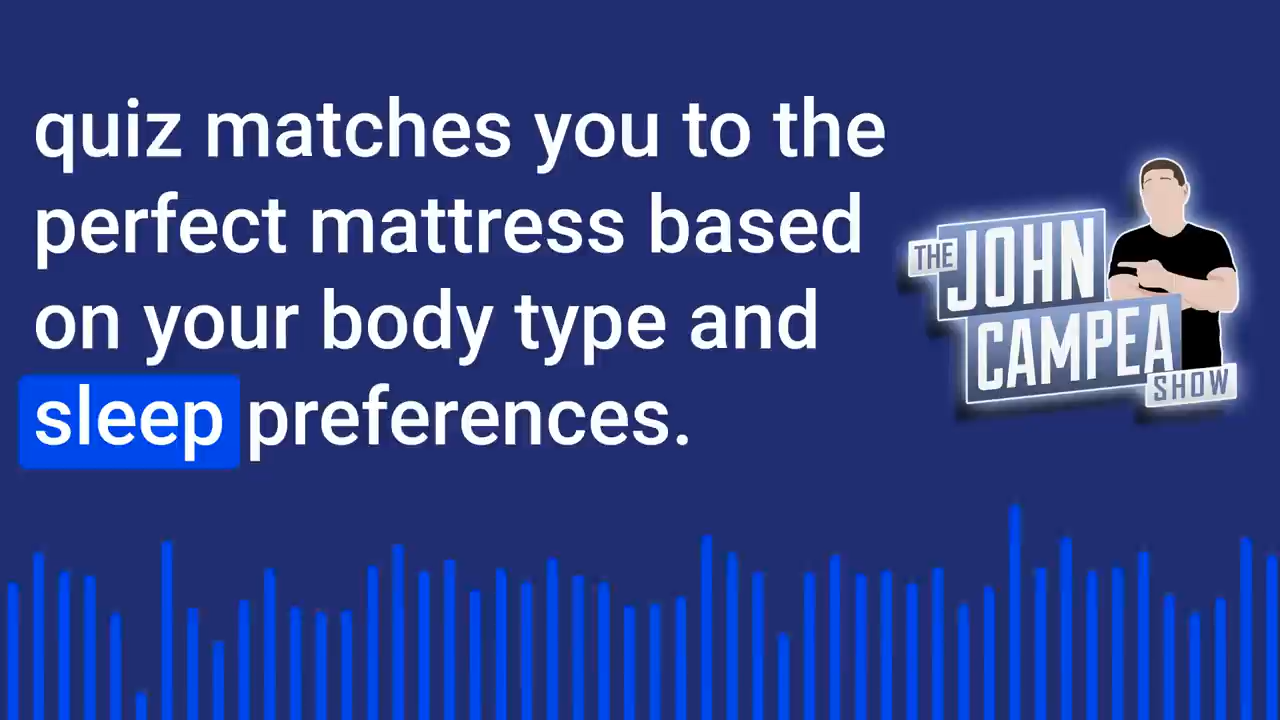 quiz matches you to the
perfect mattress based
on your body type and
sleep preferences.
THE
JOHN
CAMPEA
SHOW